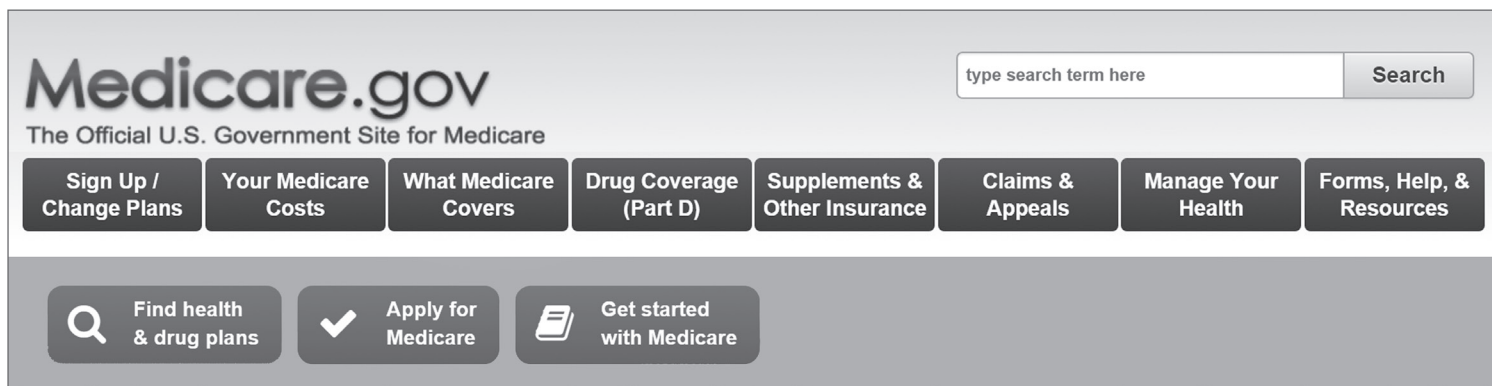 Medicare.gov
type search term here
Search
The Official U.S. Government Site for Medicare
Sign Up /
Change Plans
Your Medicare
Costs
What Medicare
Covers
Drug Coverage
(Part D)
Supplements &
Other Insurance
Claims &
Appeals
Manage Your
Health
Forms, Help, &
Resources
Find health
& drug plans
Apply for
Medicare
Get started
with Medicare